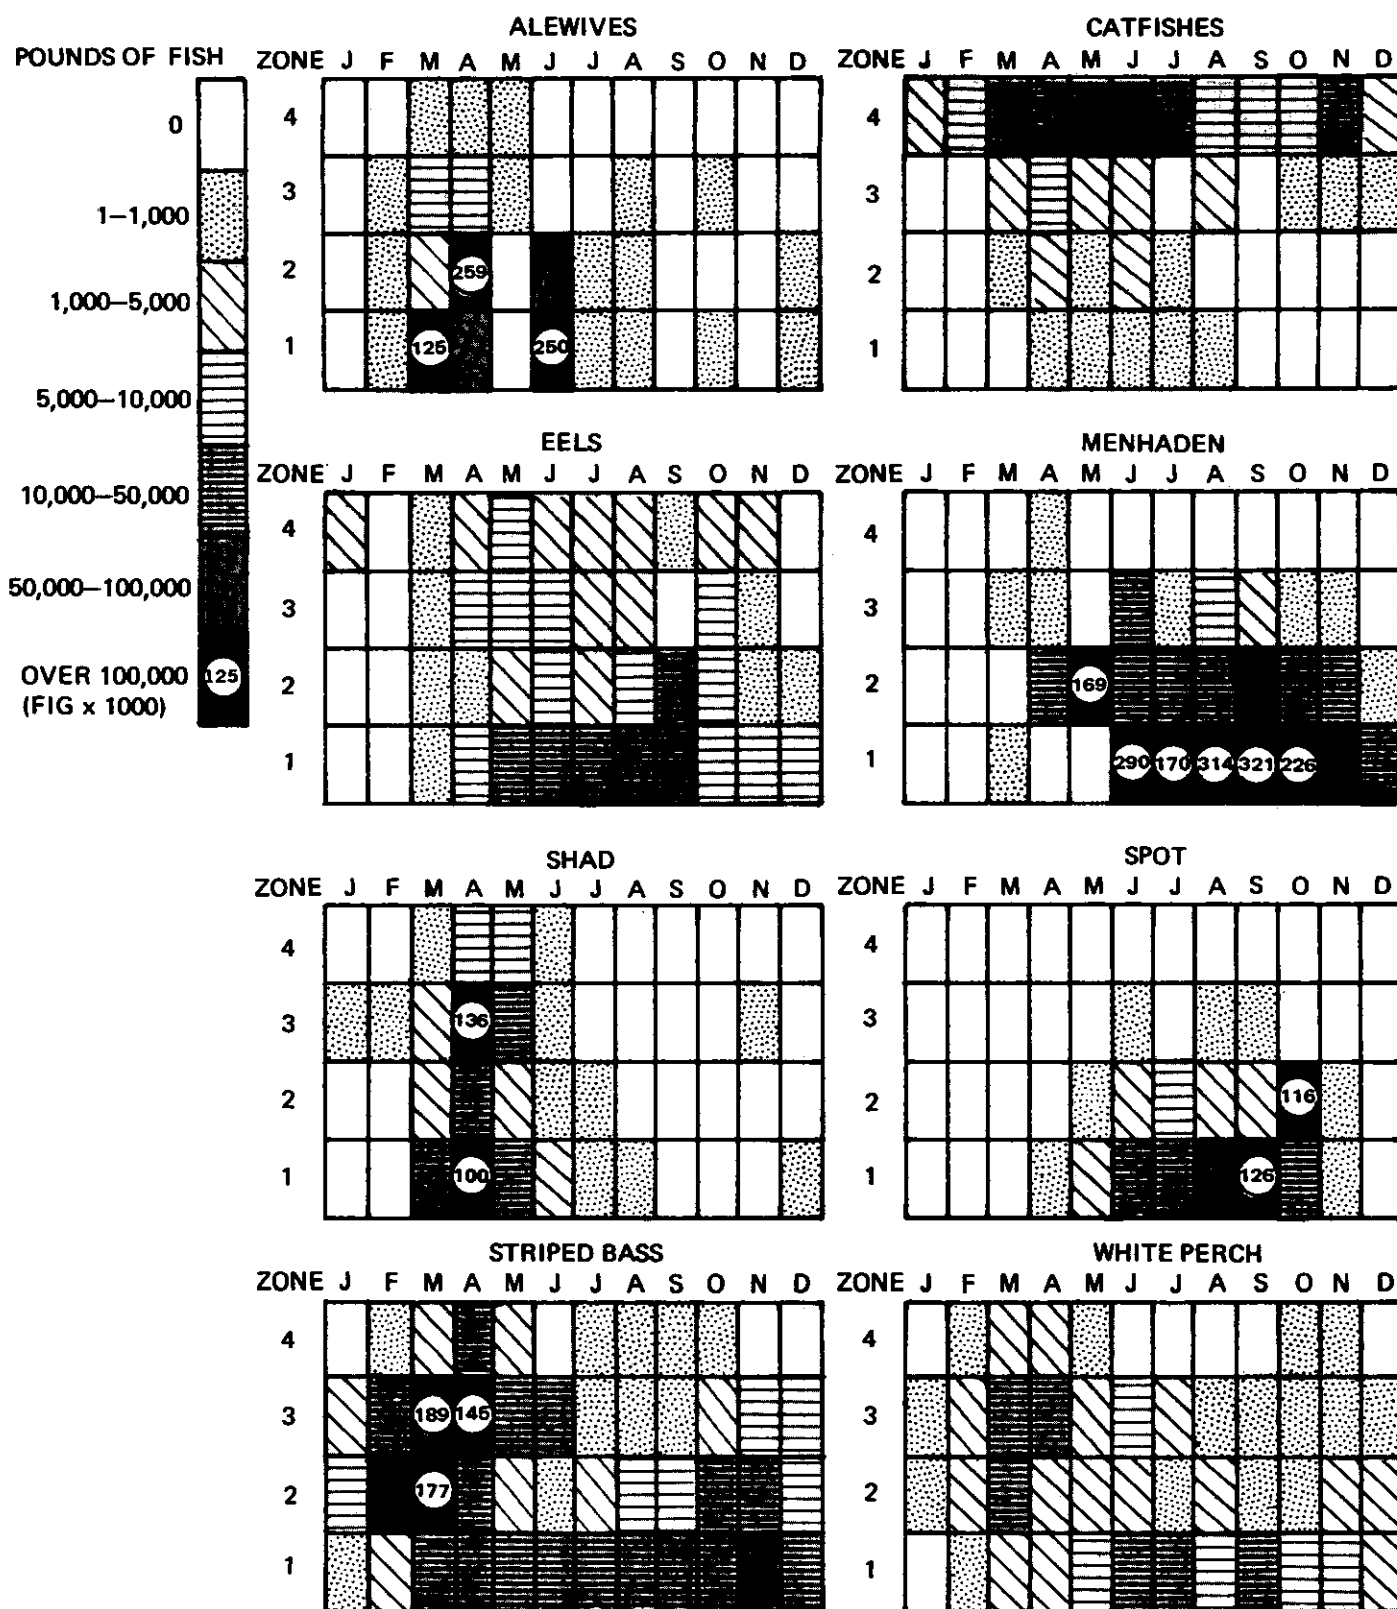 POUNDS OF FISH
0
1–1,000
1,000–5,000
5,000–10,000
10,000–50,000
50,000–100,000
OVER 100,000
(FIG x 1000)
125
ALEWIVES
ZONE J F M A M J J A S O N D
4
3
2
259
1
125 250
CATFISHES
ZONE J F M A M J J A S O N D
4
3
2
1
EELS
ZONE J F M A M J J A S O N D
4
3
2
1
MENHADEN
ZONE J F M A M J J A S O N D
4
3
2
169
1
290 170 314 321 226
SHAD
ZONE J F M A M J J A S O N D
4
3
136
2
1
100
SPOT
ZONE J F M A M J J A S O N D
4
3
2
116
1
126
STRIPED BASS
ZONE J F M A M J J A S O N D
4
3
189 145
2
177
1
WHITE PERCH
ZONE J F M A M J J A S O N D
4
3
2
1